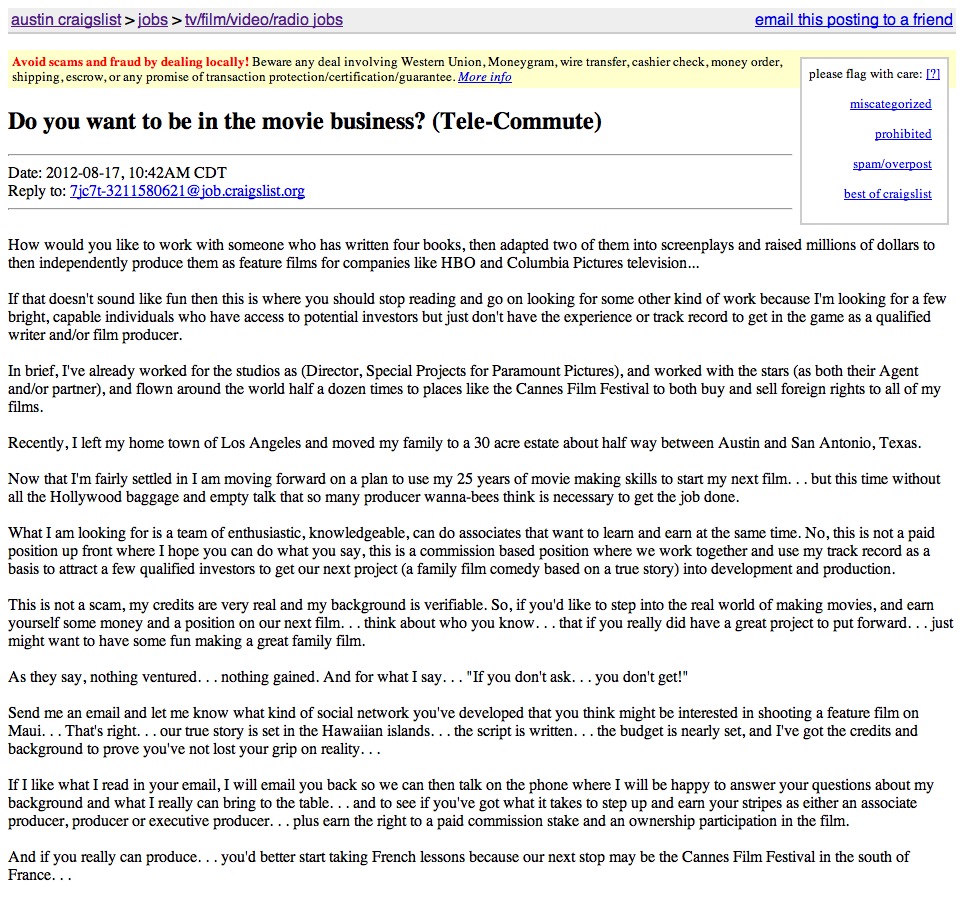 austin craigslist > jobs > tv/film/video/radio jobs
email this posting to a friend
Avoid scams and fraud by dealing locally! Beware any deal involving Western Union, Moneygram, wire transfer, cashier check, money order,
shipping, escrow, or any promise of transaction protection/certification/guarantee. More info
please flag with care: [?]
miscategorized
prohibited
spam/overpost
best of craigslist
Do you want to be in the movie business? (Tele-Commute)
Date: 2012-08-17, 10:42AM CDT
Reply to: 7jc7t-3211580621@job.craigslist.org
How would you like to work with someone who has written four books, then adapted two of them into screenplays and raised millions of dollars to
then independently produce them as feature films for companies like HBO and Columbia Pictures television...
If that doesn't sound like fun then this is where you should stop reading and go on looking for some other kind of work because I'm looking for a few
bright, capable individuals who have access to potential investors but just don't have the experience or track record to get in the game as a qualified
writer and/or film producer.
In brief, I've already worked for the studios as (Director, Special Projects for Paramount Pictures), and worked with the stars (as both their Agent
and/or partner), and flown around the world half a dozen times to places like the Cannes Film Festival to both buy and sell foreign rights to all of my
films.
Recently, I left my home town of Los Angeles and moved my family to a 30 acre estate about half way between Austin and San Antonio, Texas.
Now that I'm fairly settled in I am moving forward on a plan to use my 25 years of movie making skills to start my next film. . . but this time without
all the Hollywood baggage and empty talk that so many producer wanna-bees think is necessary to get the job done.
What I am looking for is a team of enthusiastic, knowledgeable, can do associates that want to learn and earn at the same time. No, this is not a paid
position up front where I hope you can do what you say, this is a commission based position where we work together and use my track record as a
basis to attract a few qualified investors to get our next project (a family film comedy based on a true story) into development and production.
This is not a scam, my credits are very real and my background is verifiable. So, if you'd like to step into the real world of making movies, and earn
yourself some money and a position on our next film. . . think about who you know. . . that if you really did have a great project to put forward. . . just
might want to have some fun making a great family film.
As they say, nothing ventured. . . nothing gained. And for what I say. . . "If you don't ask. . . you don't get!"
Send me an email and let me know what kind of social network you've developed that you think might be interested in shooting a feature film on
Maui. . . That's right. . . our true story is set in the Hawaiian islands. . . the script is written. . . the budget is nearly set, and I've got the credits and
background to prove you've not lost your grip on reality. . .
If I like what I read in your email, I will email you back so we can then talk on the phone where I will be happy to answer your questions about my
background and what I really can bring to the table. . . and to see if you've got what it takes to step up and earn your stripes as either an associate
producer, producer or executive producer. . . plus earn the right to a paid commission stake and an ownership participation in the film.
And if you really can produce. . . you'd better start taking French lessons because our next stop may be the Cannes Film Festival in the south of
France. . .